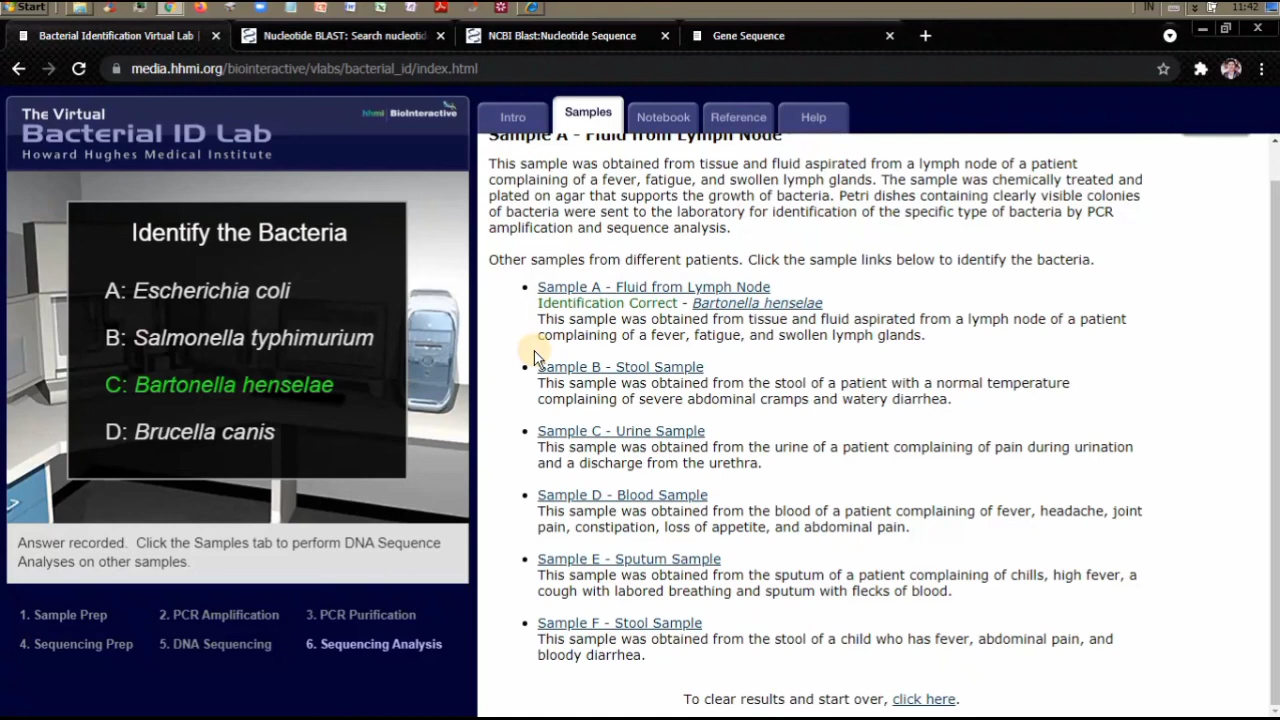 Start
IN
11:42
Bacterial Identification Virtual Lab
Nucleotide BLAST: Search nucleotid
NCBI Blast:Nucleotide Sequence
Gene Sequence
media.hhmi.org/biointeractive/vlabs/bacterial_id/index.html
The Virtual
Bacterial ID Lab
Howard Hughes Medical Institute
hhmi BioInteractive
Intro
Samples
Notebook
Reference
Help
Identify the Bacteria
A: Escherichia coli
B: Salmonella typhimurium
C: Bartonella henselae
D: Brucella canis
Answer recorded. Click the Samples tab to perform DNA Sequence
Analyses on other samples.
1. Sample Prep
2. PCR Amplification
3. PCR Purification
4. Sequencing Prep
5. DNA Sequencing
6. Sequencing Analysis
Sample A - Fluid from Lymph Node
This sample was obtained from tissue and fluid aspirated from a lymph node of a patient
complaining of a fever, fatigue, and swollen lymph glands. The sample was chemically treated and
plated on agar that supports the growth of bacteria. Petri dishes containing clearly visible colonies
of bacteria were sent to the laboratory for identification of the specific type of bacteria by PCR
amplification and sequence analysis.
Other samples from different patients. Click the sample links below to identify the bacteria.
Sample A - Fluid from Lymph Node
Identification Correct - Bartonella henselae
This sample was obtained from tissue and fluid aspirated from a lymph node of a patient
complaining of a fever, fatigue, and swollen lymph glands.
Sample B - Stool Sample
This sample was obtained from the stool of a patient with a normal temperature
complaining of severe abdominal cramps and watery diarrhea.
Sample C - Urine Sample
This sample was obtained from the urine of a patient complaining of pain during urination
and a discharge from the urethra.
Sample D - Blood Sample
This sample was obtained from the blood of a patient complaining of fever, headache, joint
pain, constipation, loss of appetite, and abdominal pain.
Sample E - Sputum Sample
This sample was obtained from the sputum of a patient complaining of chills, high fever, a
cough with labored breathing and sputum with flecks of blood.
Sample F - Stool Sample
This sample was obtained from the stool of a child who has fever, abdominal pain, and
bloody diarrhea.
To clear results and start over, click here.